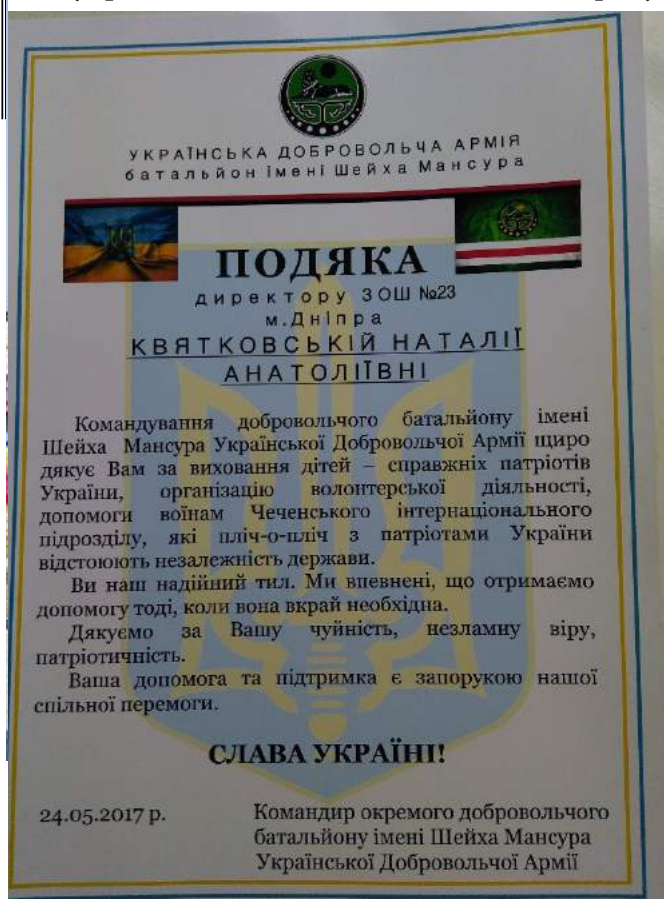 УКРАЇНСЬКА ДОБРОВОЛЬЧА АРМІЯ
батальйон імені Шейха Мансура
ПОДЯКА
директору ЗОШ №23
м.Дніпра
КВЯТКОВСЬКІЙ НАТАЛІЇ
АНАТОЛІЇВНІ
Командування добровольчого батальйону імені
Шейха Мансура Української Добровольчої Армії щиро
дякує Вам за виховання дітей – справжніх патріотів
України, організацію волонтерської діяльності,
допомоги воїнам Чеченського інтернаціонального
підрозділу, які пліч-о-пліч з патріотами України
відстоюють незалежність держави.
Ви наш надійний тил. Ми впевнені, що отримаємо
допомогу тоді, коли вона вкрай необхідна.
Дякуємо за Вашу чуйність, незламну віру,
патріотичність.
Ваша допомога та підтримка є запорукою нашої
спільної перемоги.
СЛАВА УКРАЇНІ!
24.05.2017 р.
Командир окремого добровольчого
батальйону імені Шейха Мансура
Української Добровольчої Армії